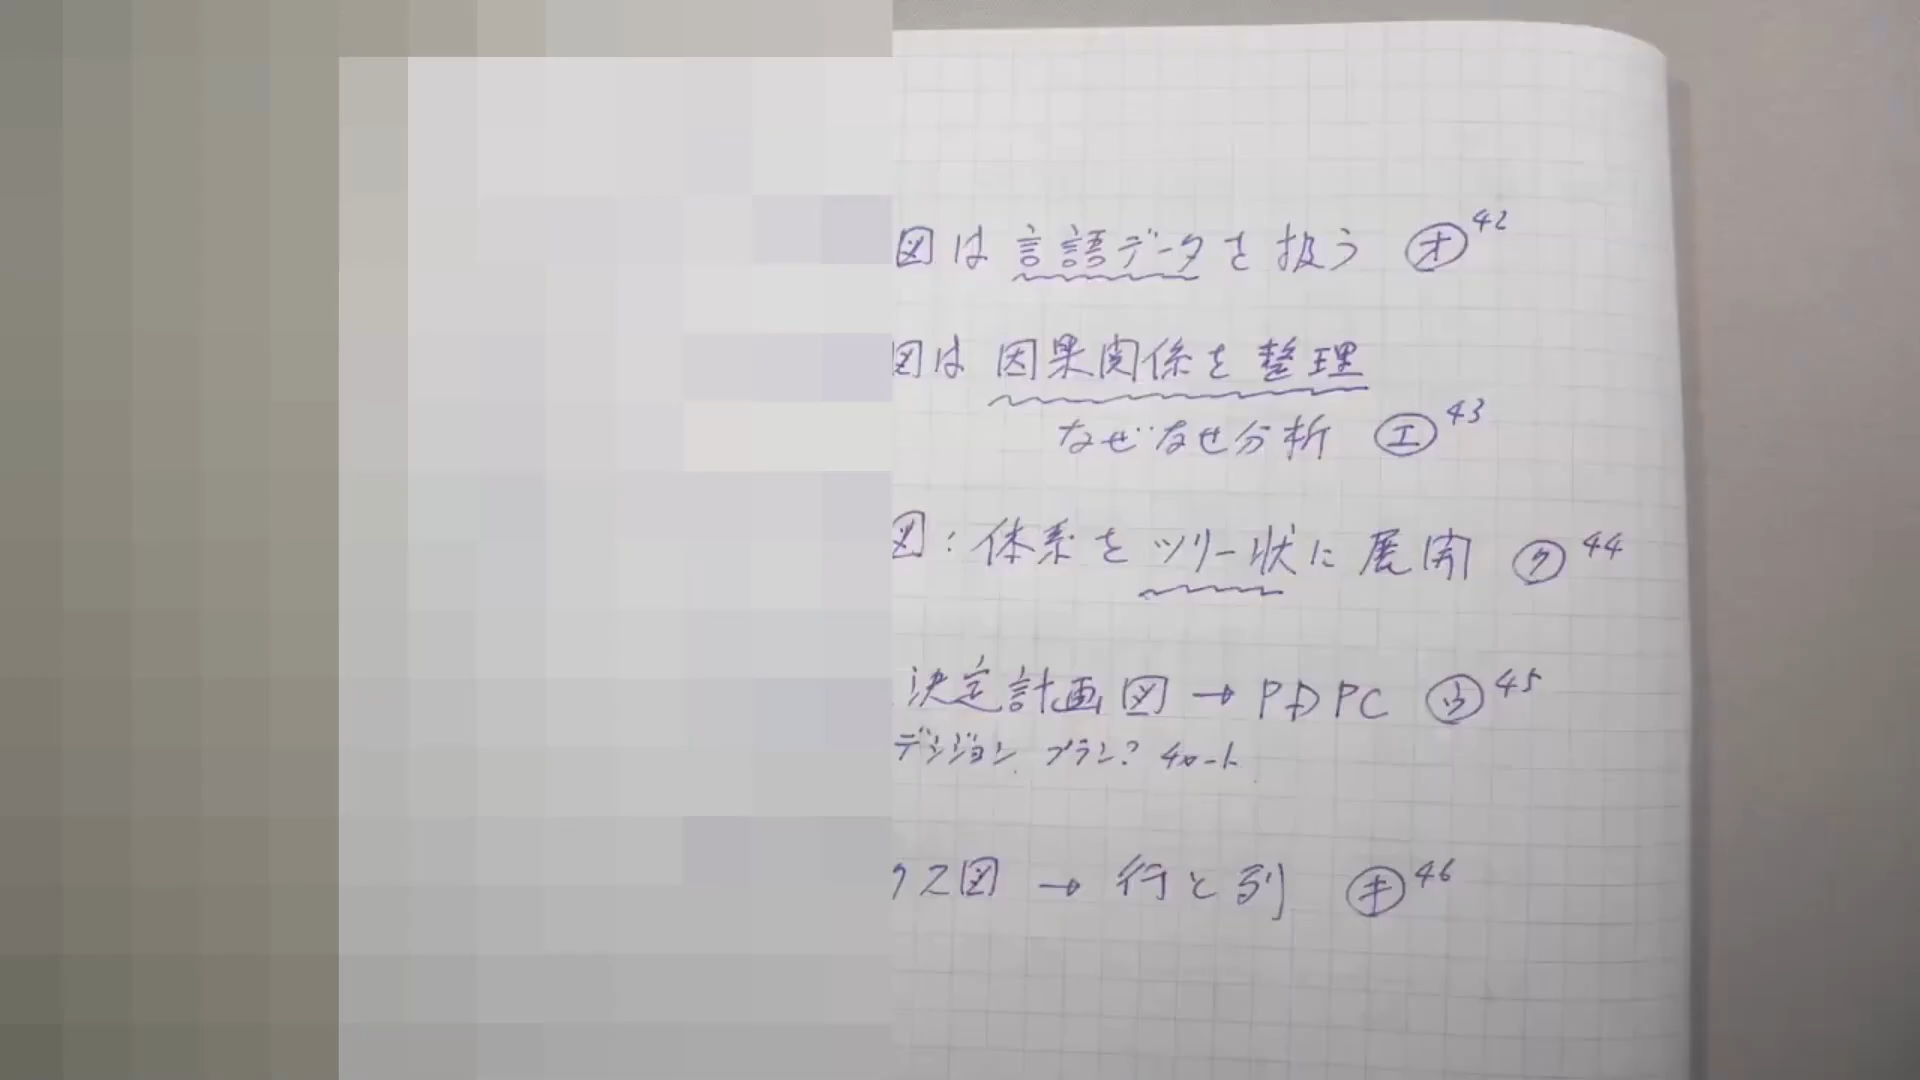 図は 言語データを扱う オ 42
図は 因果関係を整理
なぜなぜ分析 エ 43
図:体系をツリー状に展開 ク 44
決定計画図 → PDPC ウ 45
デシジョン プラン? チャート
クス図 → 行と列 キ 46